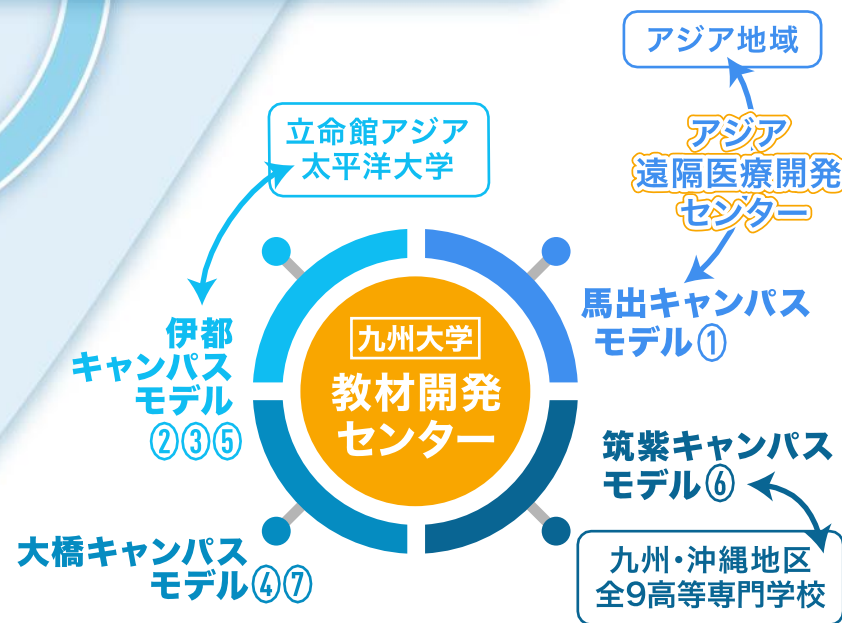 アジア地域
アジア
遠隔医療開発
センター
立命館アジア
太平洋大学
馬出キャンパス
モデル①
伊都
キャンパス
モデル
②③⑤
九州大学
教材開発
センター
筑紫キャンパス
モデル⑥
大橋キャンパス
モデル④⑦
九州・沖縄地区
全9高等専門学校